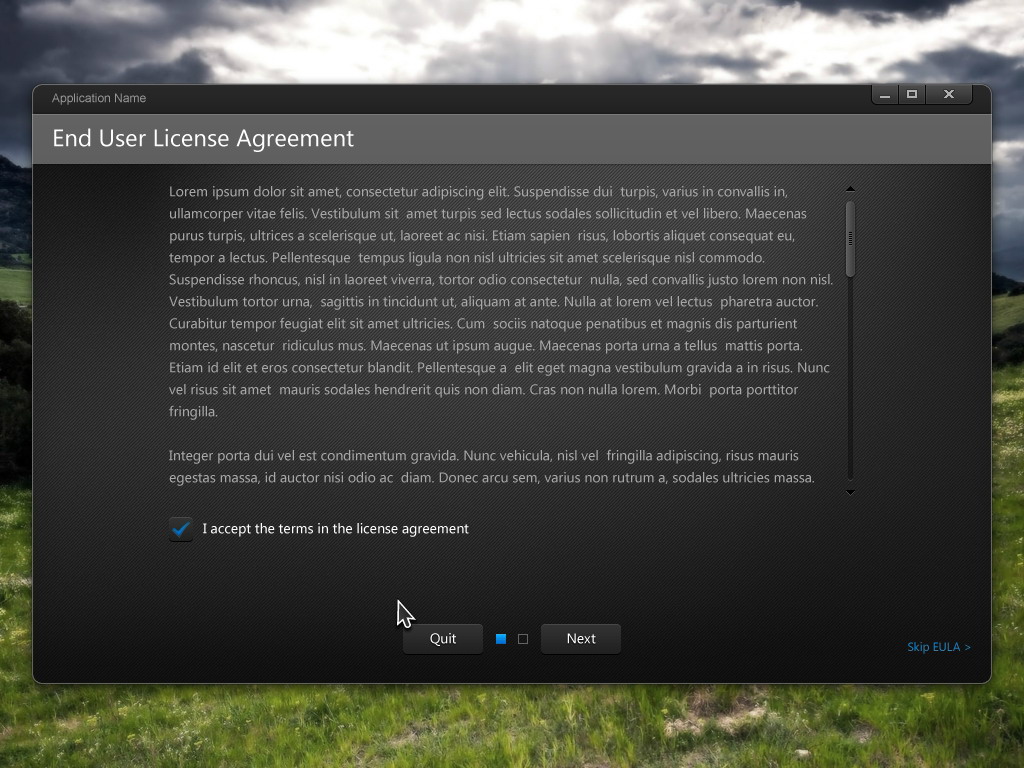 Application Name
End User License Agreement
Lorem ipsum dolor sit amet, consectetur adipiscing elit. Suspendisse dui  turpis, varius in convallis in,
ullamcorper vitae felis. Vestibulum sit  amet turpis sed lectus sodales sollicitudin et vel libero. Maecenas
purus turpis, ultrices a scelerisque ut, laoreet ac nisi. Etiam sapien  risus, lobortis aliquet consequat eu,
tempor a lectus. Pellentesque  tempus ligula non nisl ultricies sit amet scelerisque nisl commodo.
Suspendisse rhoncus, nisl in laoreet viverra, tortor odio consectetur  nulla, sed convallis justo lorem non nisl.
Vestibulum tortor urna,  sagittis in tincidunt ut, aliquam at ante. Nulla at lorem vel lectus  pharetra auctor.
Curabitur tempor feugiat elit sit amet ultricies. Cum  sociis natoque penatibus et magnis dis parturient
montes, nascetur  ridiculus mus. Maecenas ut ipsum augue. Maecenas porta urna a tellus  mattis porta.
Etiam id elit et eros consectetur blandit. Pellentesque a  elit eget magna vestibulum gravida a in risus. Nunc
vel risus sit amet  mauris sodales hendrerit quis non diam. Cras non nulla lorem. Morbi  porta porttitor
fringilla.
Integer porta dui vel est condimentum gravida. Nunc vehicula, nisl vel  fringilla adipiscing, risus mauris
egestas massa, id auctor nisi odio ac  diam. Donec arcu sem, varius non rutrum a, sodales ultricies massa.
I accept the terms in the license agreement
Quit
Next
Skip EULA >